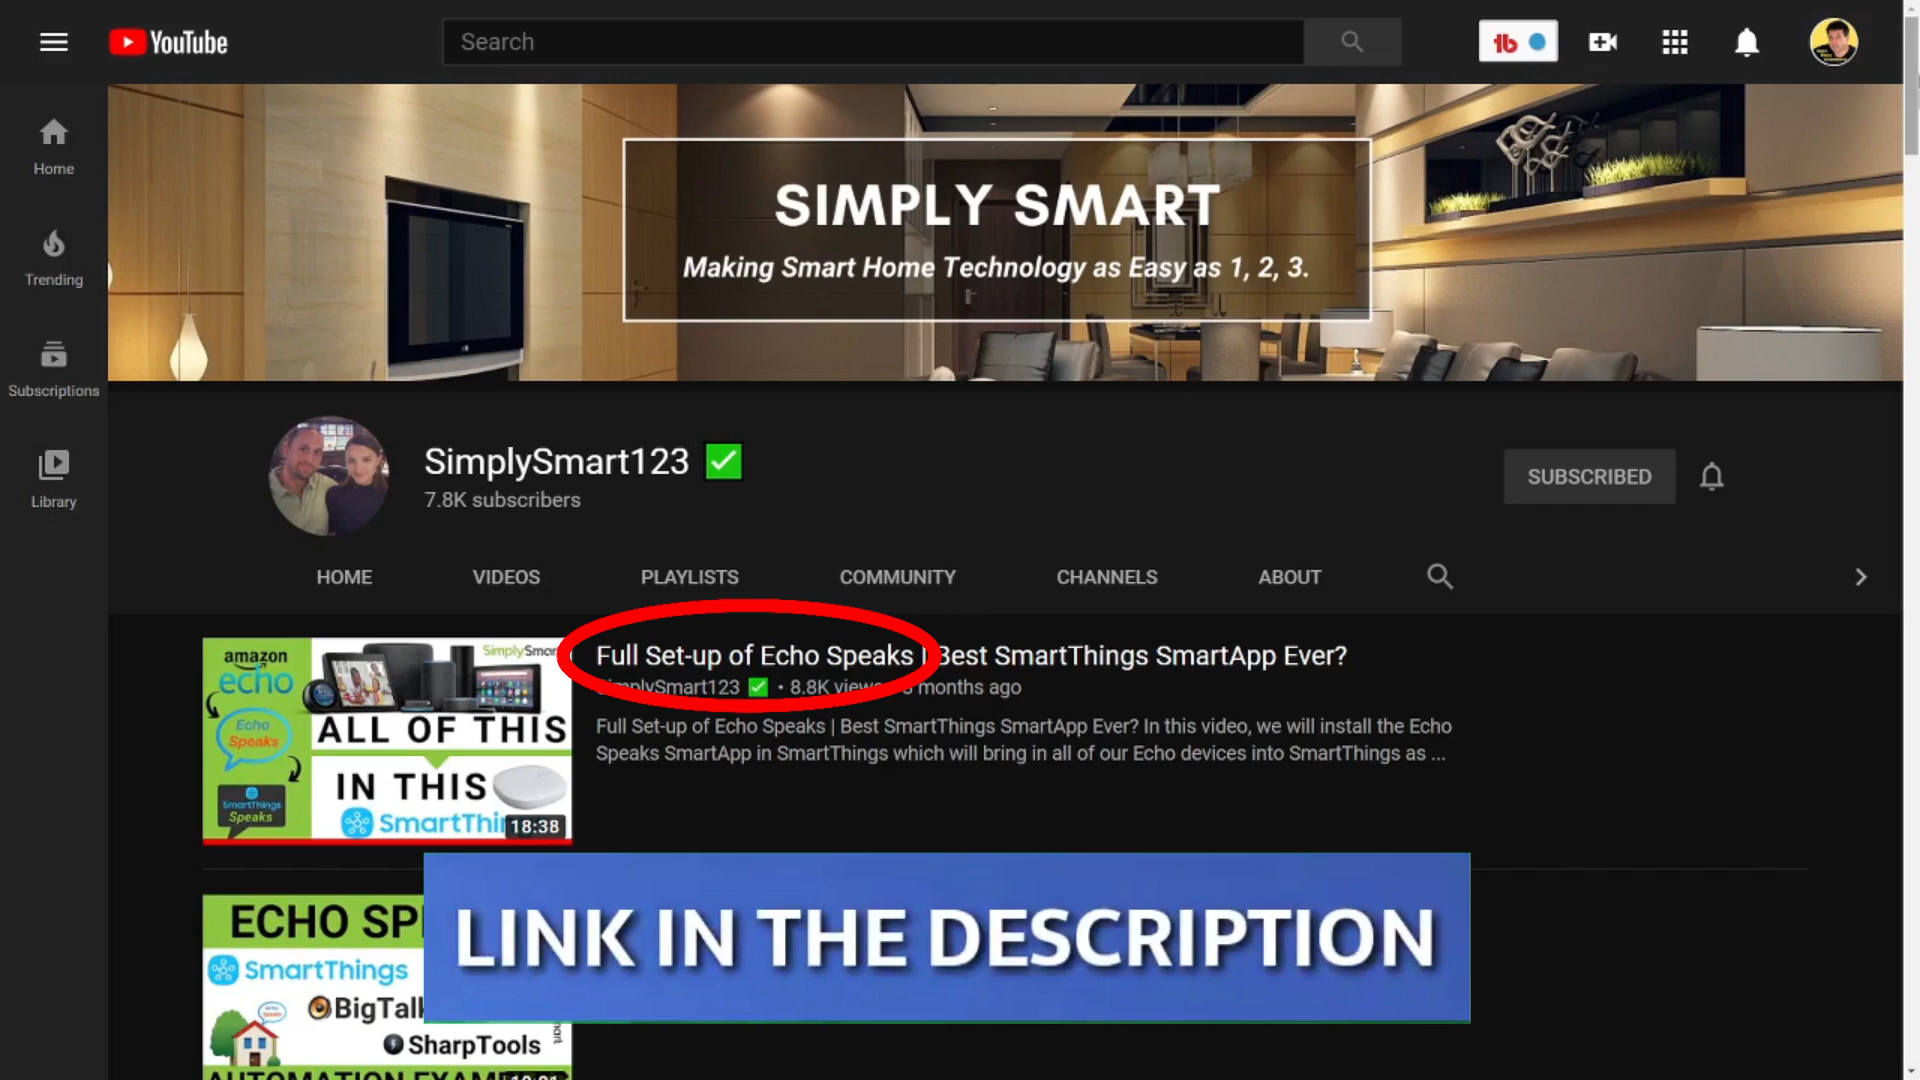 YouTube
Search
Home
Trending
Subscriptions
Library
SIMPLY SMART
Making Smart Home Technology as Easy as 1, 2, 3.
SimplySmart123
7.8K subscribers
SUBSCRIBED
HOME VIDEOS PLAYLISTS COMMUNITY CHANNELS ABOUT
Full Set-up of Echo Speaks | Best SmartThings SmartApp Ever?
SimplySmart123 • 8.8K views months ago
Full Set-up of Echo Speaks | Best SmartThings SmartApp Ever? In this video, we will install the Echo
Speaks SmartApp in SmartThings which will bring in all of our Echo devices into SmartThings as ...
amazon
echo
Echo
Speaks
SmartThings
Speaks
SimplySmar
ALL OF THIS
IN THIS
SmartThi
18:38
LINK IN THE DESCRIPTION
ECHO SP
SmartThings
BigTalk
SharpTools